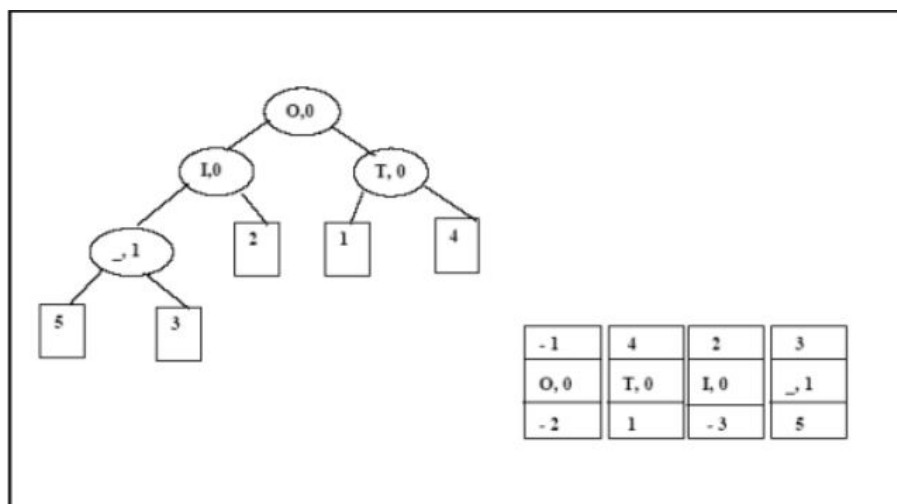 O,0
I,0 T, 0
_, 1 2 1 4
5 3
- 1 4 2 3
O, 0 T, 0 I, 0 _, 1
- 2 1 - 3 5